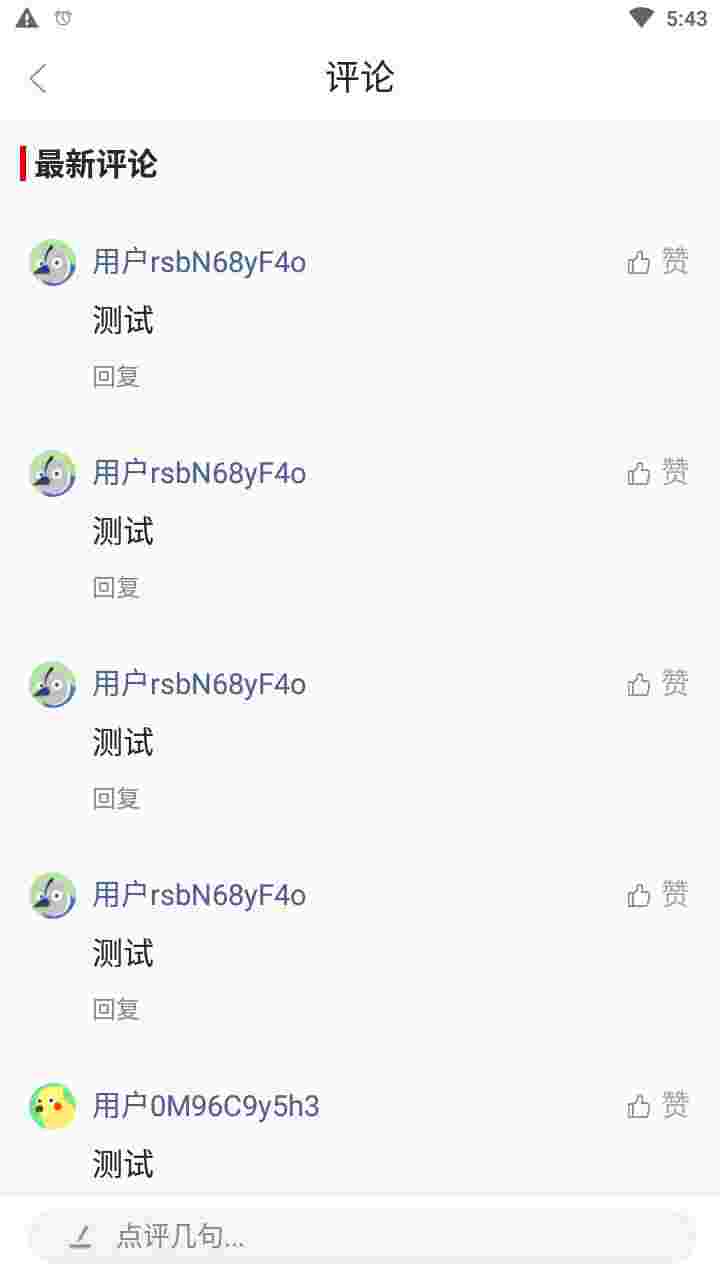 5:43
评论
最新评论
用户rsbN68yF4o
赞
测试
回复
用户rsbN68yF4o
赞
测试
回复
用户rsbN68yF4o
赞
测试
回复
用户rsbN68yF4o
赞
测试
回复
用户0M96C9y5h3
赞
测试
点评几句...